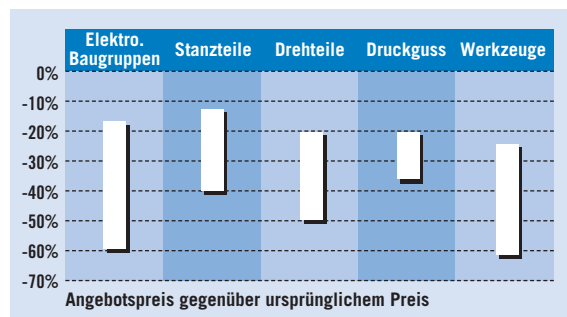 Elektro. Baugruppen
Stanzteile
Drehteile
Druckguss
Werkzeuge
0%
-10%
-20%
-30%
-40%
-50%
-60%
-70%
Angebotspreis gegenüber ursprünglichem Preis